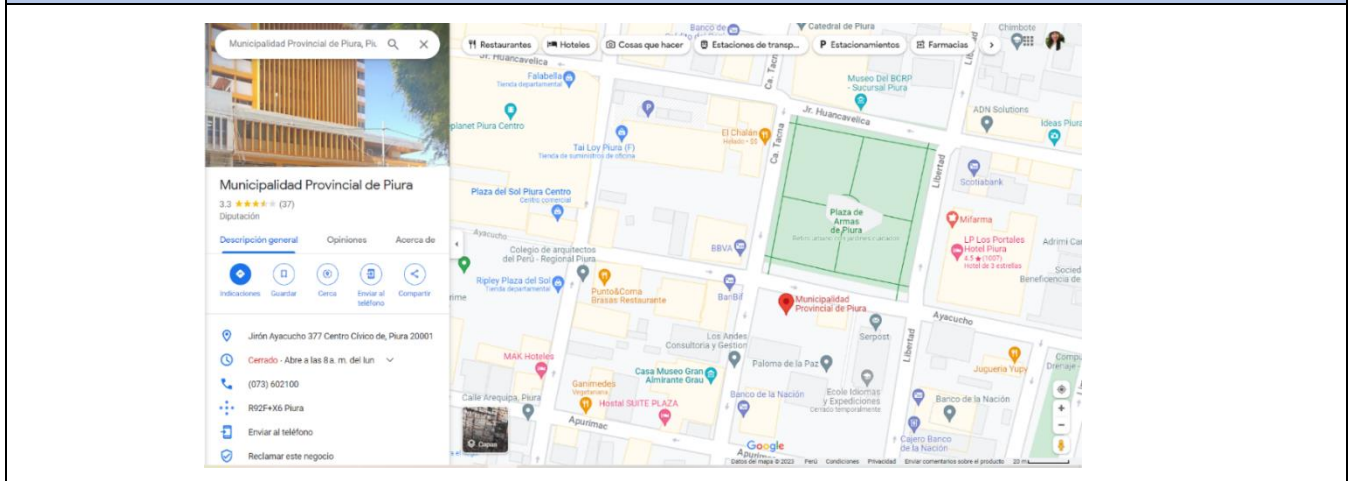 Municipalidad Provincial de Piura, Piu
Municipalidad Provincial de Piura
3.3 ★★★★ (37)
Diputación
Descripción general
Opiniones
Acerca de
Indicaciones
Guardar
Cerca
Enviar al
teléfono
Compartir
Jirón Ayacucho 377 Centro Cívico de, Piura 20001
Cerrado - Abre a las 8 a. m. del lun
(073) 602100
R92F+X6 Piura
Enviar al teléfono
Reclamar este negocio
Restaurantes
Hoteles
Cosas que hacer
Estaciones de transp...
Estacionamientos
Farmacias
Banco de
Catedral de Piura
Chimbote
Jr. Huancavelica
Falabella
Tienda departamental
Ca. Tacna
Museo Del BCRP
- Sucursal Piura
Jr. Huancavelica
ADN Solutions
Ideas Piura
planet Piura Centro
El Chalán
Helado • $$
Tai Loy Piura (F)
Tienda de suministros de oficina
Ca. Tacna
Libertad
Scotiabank
Plaza del Sol Piura Centro
Centro comercial
Plaza de
Armas
de Piura
Mifarma
LP Los Portales
Hotel Piura
4.5 ★ (1007)
Hotel de 3 estrellas
Adrimi Car
Ayacucho
Colegio de arquitectos
del Perú - Regional Piura
BBVA
Socied
Beneficencia de
Ripley Plaza del Sol
Tienda departamental
Punto&Coma
Brasas Restaurante
BanBif
Municipalidad
Provincial de Piura
Ayacucho
Serpost
Libertad
Los Andes
Consultoria y Gestion
MAK Hoteles
Paloma de la Paz
Juguería Yupy
Drenaje -
Casa Museo Gran
Almirante Grau
Ganimedes
Vegetariana
Calle Arequipa, Piura
Hostal SUITE PLAZA
Banco de la Nación
Ecole Idiomas
y Expediciones
Cerrado temporalmente
Banco de la Nación
Apurimac
Capas
Google
Cajero Banco
de la Nación
Datos del mapa © 2023
Perú
Condiciones
Privacidad
Enviar comentarios sobre el producto
20 m